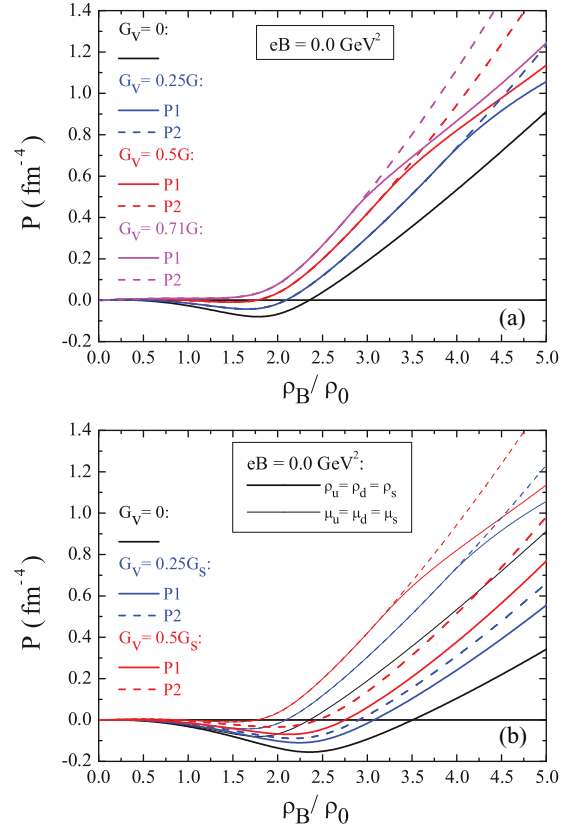 eB = 0.0 GeV²
G_V = 0:
G_V = 0.25G:
P1
P2
G_V = 0.5G:
P1
P2
G_V = 0.71G:
P1
P2
1.4
1.2
1.0
0.8
0.6
0.4
0.2
0.0
-0.2
P ( fm⁻⁴ )
(a)
0.0 0.5 1.0 1.5 2.0 2.5 3.0 3.5 4.0 4.5 5.0
ρ_B / ρ_0
eB = 0.0 GeV²:
ρ_u = ρ_d = ρ_s
μ_u = μ_d = μ_s
G_V = 0:
G_V = 0.25G_S:
P1
P2
G_V = 0.5G_S:
P1
P2
1.4
1.2
1.0
0.8
0.6
0.4
0.2
0.0
-0.2
P ( fm⁻⁴ )
(b)
0.0 0.5 1.0 1.5 2.0 2.5 3.0 3.5 4.0 4.5 5.0
ρ_B / ρ_0